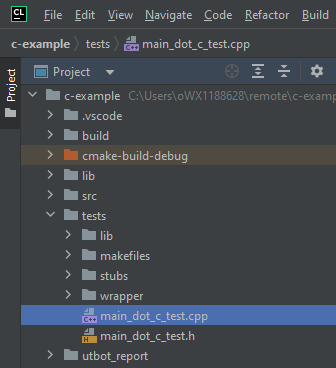 CL File Edit View Navigate Code Refactor Build
c-example tests main_dot_c_test.cpp
Project
Project
c-example C:\Users\oWX1188628\remote\c-examp
.vscode
build
cmake-build-debug
lib
src
tests
lib
makefiles
stubs
wrapper
main_dot_c_test.cpp
main_dot_c_test.h
utbot_report